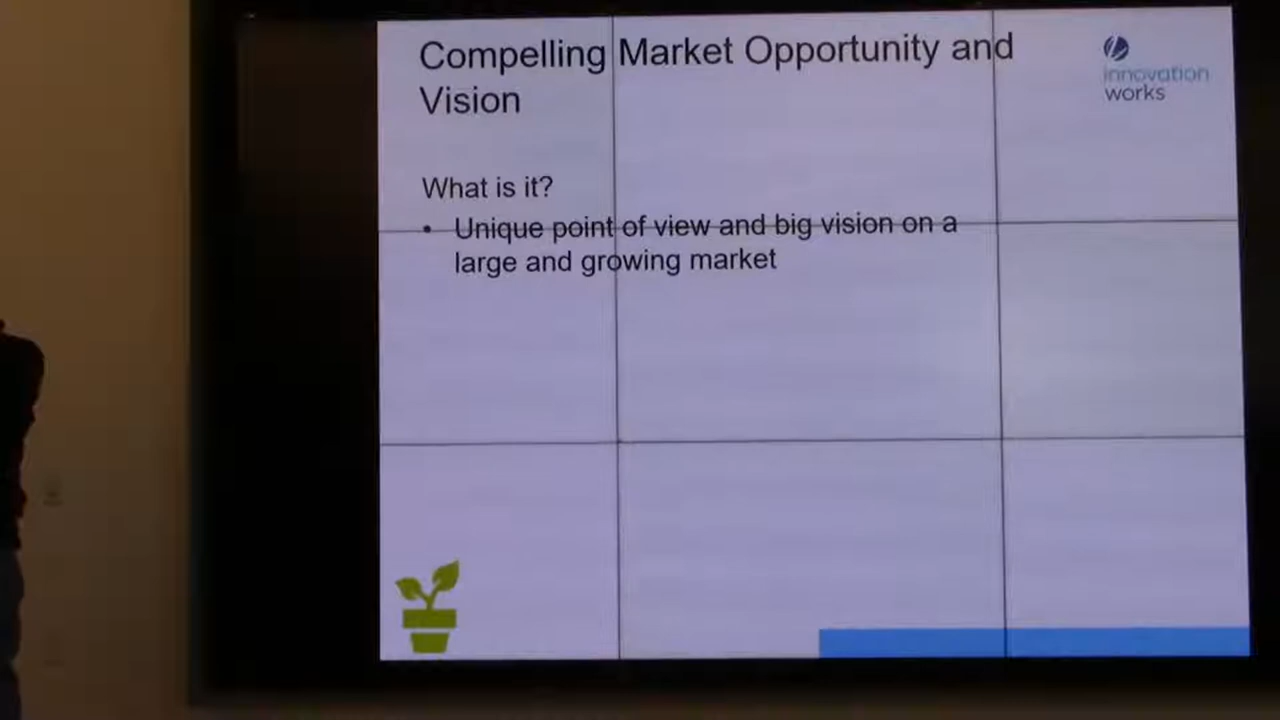 Compelling Market Opportunity and
Vision
innovation
works
What is it?
• Unique point of view and big vision on a
large and growing market